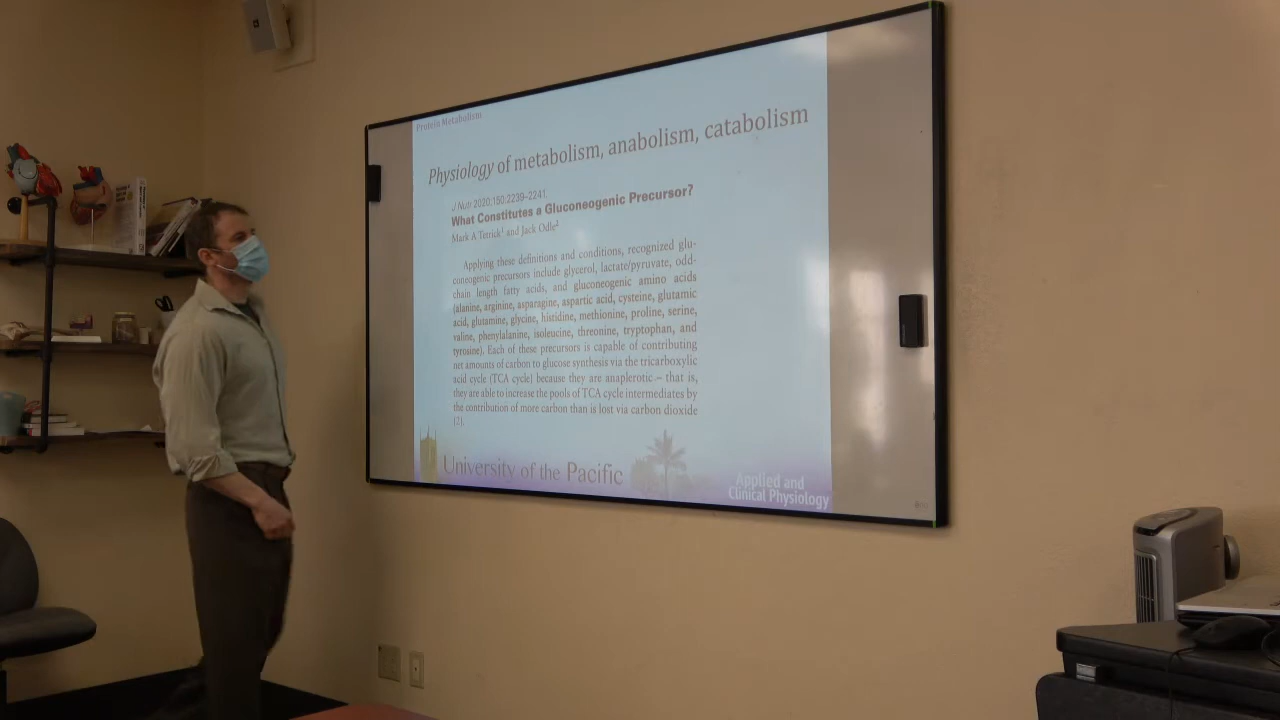 Protein Metabolism
Physiology of metabolism, anabolism, catabolism
J Nutr 2020;150:2239–2241.
What Constitutes a Gluconeogenic Precursor?
Mark A Tetrick1 and Jack Odle2
Applying these definitions and conditions, recognized glu-
coneogenic precursors include glycerol, lactate/pyruvate, odd-
chain length fatty acids, and gluconeogenic amino acids
(alanine, arginine, asparagine, aspartic acid, cysteine, glutamic
acid, glutamine, glycine, histidine, methionine, proline, serine,
valine, phenylalanine, isoleucine, threonine, tryptophan, and
tyrosine). Each of these precursors is capable of contributing
net amounts of carbon to glucose synthesis via the tricarboxylic
acid cycle (TCA cycle) because they are anaplerotic – that is,
they are able to increase the pools of TCA cycle intermediates by
the contribution of more carbon than is lost via carbon dioxide
(2).
University of the Pacific
Applied and
Clinical Physiology